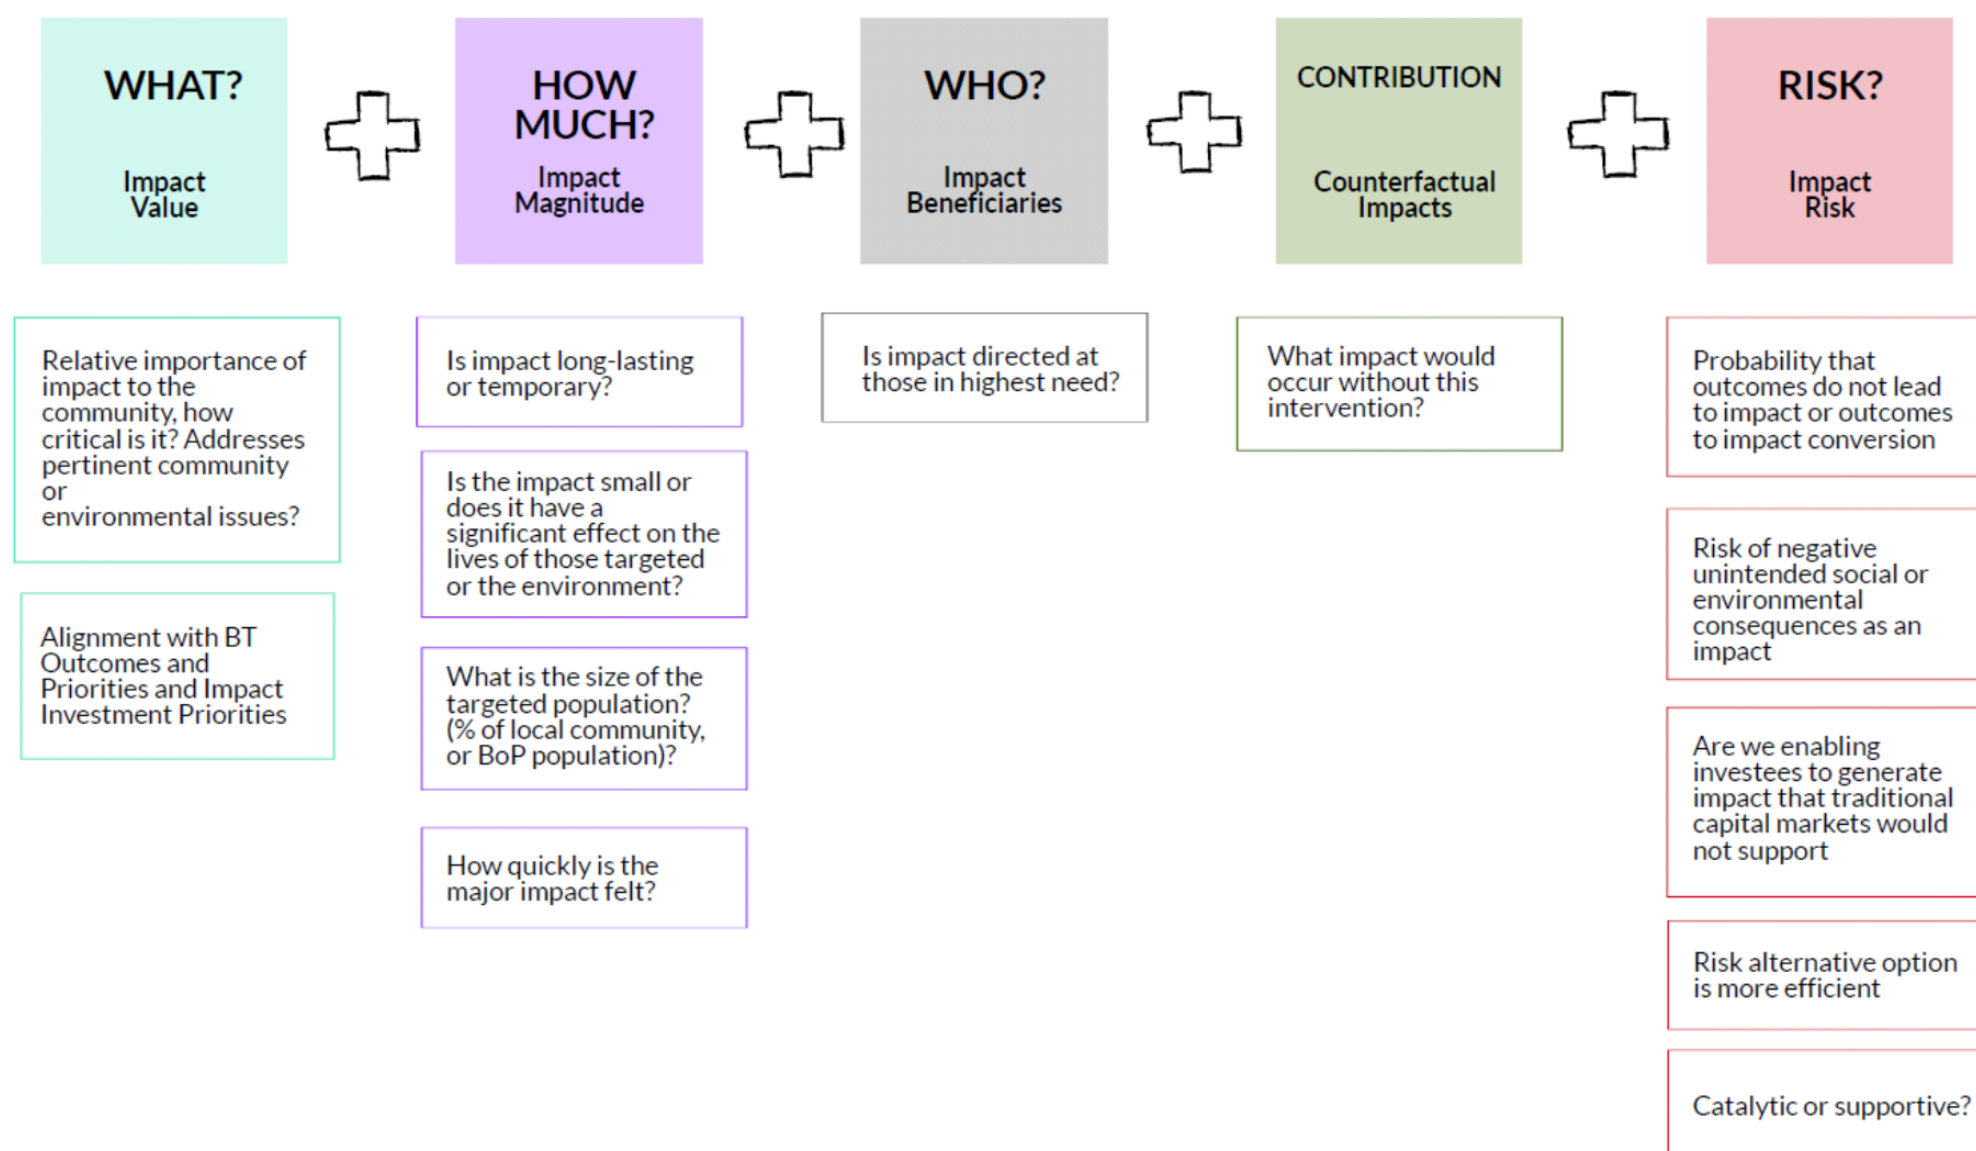 WHAT?
Impact
Value
HOW
MUCH?
Impact
Magnitude
WHO?
Impact
Beneficiaries
CONTRIBUTION
Counterfactual
Impacts
RISK?
Impact
Risk
Relative importance of
impact to the
community, how
critical is it? Addresses
pertinent community
or
environmental issues?
Alignment with BT
Outcomes and
Priorities and Impact
Investment Priorities
Is impact long-lasting
or temporary?
Is the impact small or
does it have a
significant effect on the
lives of those targeted
or the environment?
What is the size of the
targeted population?
(% of local community,
or BoP population)?
How quickly is the
major impact felt?
Is impact directed at
those in highest need?
What impact would
occur without this
intervention?
Probability that
outcomes do not lead
to impact or outcomes
to impact conversion
Risk of negative
unintended social or
environmental
consequences as an
impact
Are we enabling
investees to generate
impact that traditional
capital markets would
not support
Risk alternative option
is more efficient
Catalytic or supportive?